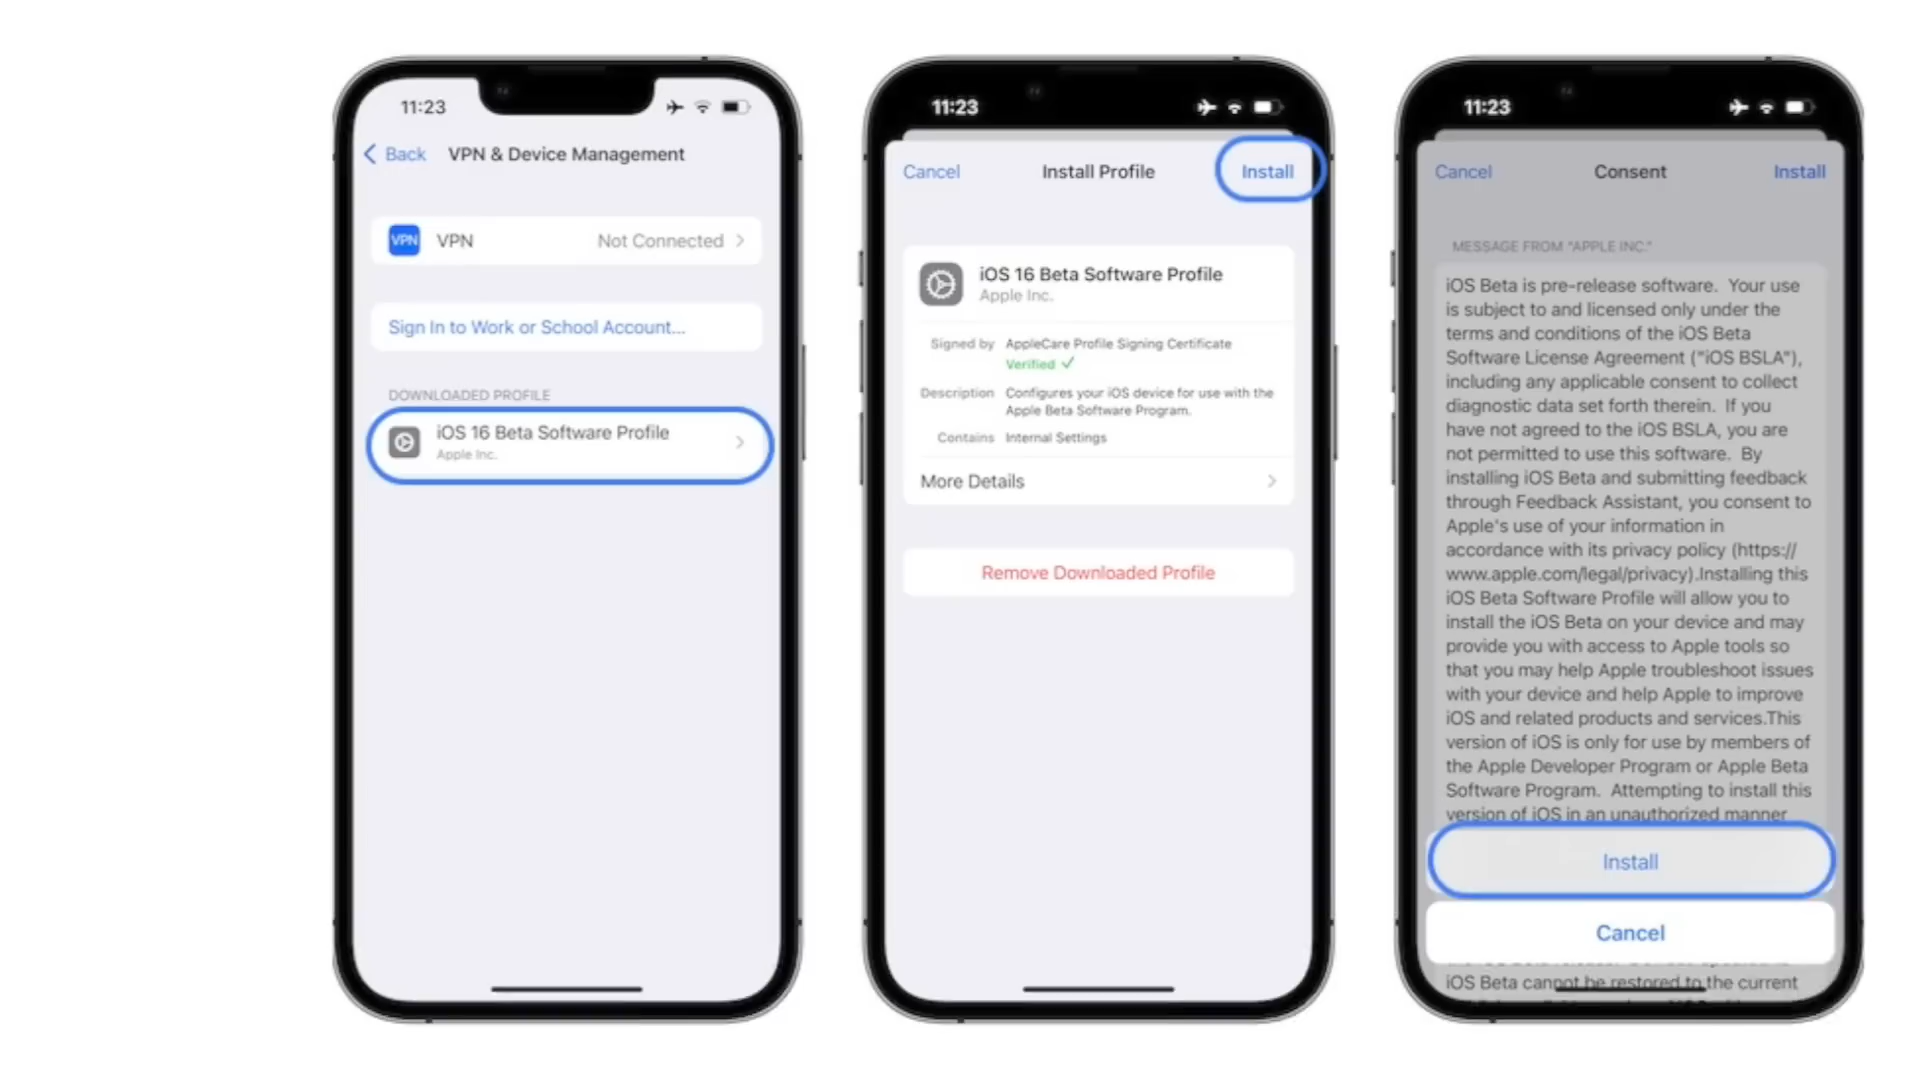 11:23
Back VPN & Device Management
VPN VPN Not Connected
Sign In to Work or School Account...
DOWNLOADED PROFILE
iOS 16 Beta Software Profile
Apple Inc.
11:23
Cancel Install Profile Install
iOS 16 Beta Software Profile
Apple Inc.
Signed by AppleCare Profile Signing Certificate
Verified ✓
Description Configures your iOS device for use with the
Apple Beta Software Program.
Contains Internal Settings
More Details
Remove Downloaded Profile
11:23
Cancel Consent Install
MESSAGE FROM “APPLE INC.”
iOS Beta is pre-release software.  Your use
is subject to and licensed only under the
terms and conditions of the iOS Beta
Software License Agreement ("iOS BSLA"),
including any applicable consent to collect
diagnostic data set forth therein.  If you
have not agreed to the iOS BSLA, you are
not permitted to use this software.  By
installing iOS Beta and submitting feedback
through Feedback Assistant, you consent to
Apple's use of your information in
accordance with its privacy policy (https://
www.apple.com/legal/privacy).Installing this
iOS Beta Software Profile will allow you to
install the iOS Beta on your device and may
provide you with access to Apple tools so
that you may help Apple troubleshoot issues
with your device and help Apple to improve
iOS and related products and services.This
version of iOS is only for use by members of
the Apple Developer Program or Apple Beta
Software Program.  Attempting to install this
version of iOS in an unauthorized manner
Install
Cancel
iOS Beta cannot be restored to the current